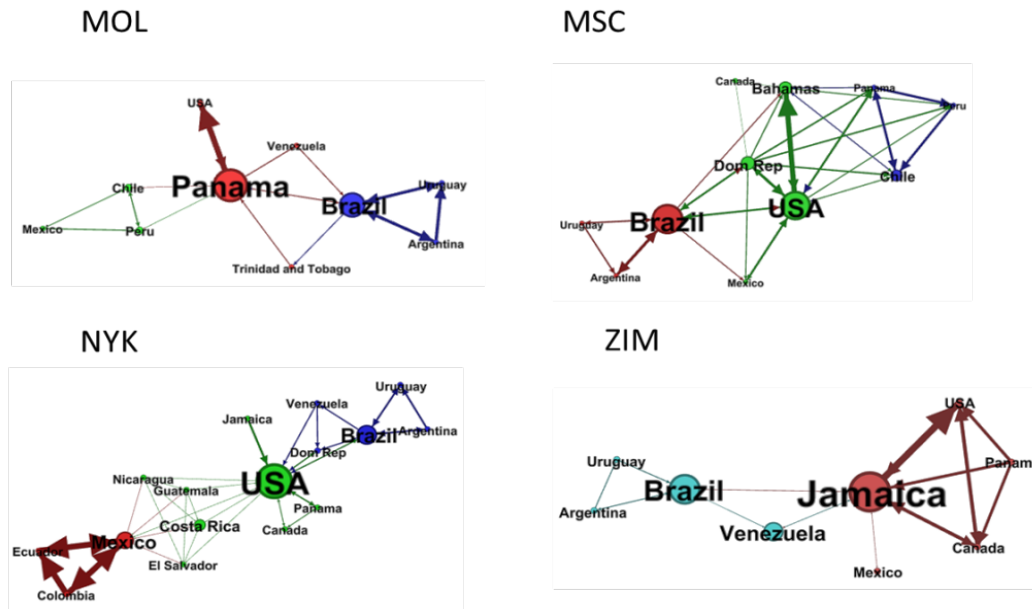 MOL
USA
Venezuela
Panama
Chile
Brazil
Uruguay
Mexico
Peru
Argentina
Trinidad and Tobago
MSC
Canada
Bahamas
Panama
Peru
Dom Rep
Chile
USA
Brazil
Uruguay
Argentina
Mexico
NYK
Uruguay
Venezuela
Jamaica
Brazil
Argentina
Dom Rep
USA
Nicaragua
Guatemala
Panama
Costa Rica
Canada
Mexico
Ecuador
El Salvador
Colombia
ZIM
USA
Uruguay
Panam
Brazil
Jamaica
Argentina
Venezuela
Canada
Mexico